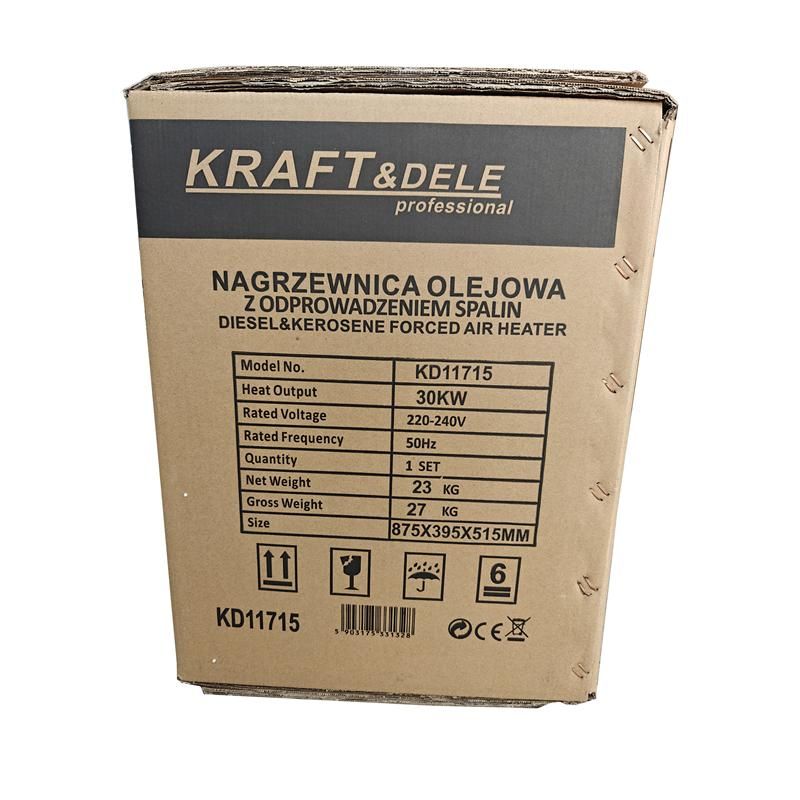 KRAFT&DELE
professional
NAGRZEWNICA OLEJOWA
Z ODPROWADZENIEM SPALIN
DIESEL&KEROSENE FORCED AIR HEATER
Model No. KD11715
Heat Output 30KW
Rated Voltage 220-240V
Rated Frequency 50Hz
Quantity 1 SET
Net Weight 23 KG
Gross Weight 27 KG
Size 875X395X515MM
6
KD11715
5 903175 331328
CE